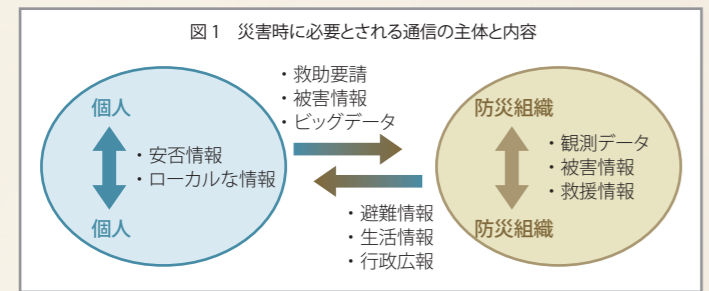 図1 災害時に必要とされる通信の主体と内容
個人
・安否情報
・ローカルな情報
個人
・救助要請
・被害情報
・ビッグデータ
・避難情報
・生活情報
・行政広報
防災組織
・観測データ
・被害情報
・救援情報
防災組織